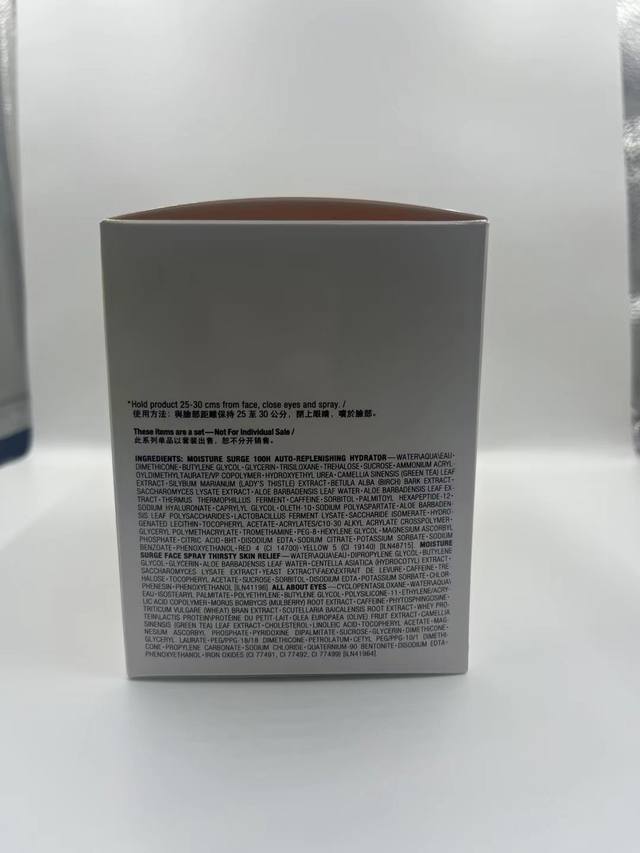 *Hold product 25-30 cms from face, close eyes and spray. /
使用方法：與臉部距離保持 25 至 30 公分，閉上眼睛，噴於臉部。
These items are a set—Not For Individual Sale /
此系列单品以套装出售，恕不分开销售。
INGREDIENTS: MOISTURE SURGE 100H AUTO-REPLENISHING HYDRATOR—WATER\AQUA\EAU•
DIMETHICONE•BUTYLENE GLYCOL•GLYCERIN•TRISILOXANE•TREHALOSE•SUCROSE•AMMONIUM ACRYL-
OYLDIMETHYLTAURATE/VP COPOLYMER•HYDROXYETHYL UREA•CAMELLIA SINENSIS (GREEN TEA) LEAF
EXTRACT•SILYBUM MARIANUM (LADY'S THISTLE) EXTRACT•BETULA ALBA (BIRCH) BARK EXTRACT•
SACCHAROMYCES LYSATE EXTRACT•ALOE BARBADENSIS LEAF WATER•ALOE BARBADENSIS LEAF EX-
TRACT•THERMUS THERMOPHILLUS FERMENT•CAFFEINE•SORBITOL•PALMITOYL HEXAPEPTIDE-12•
SODIUM HYALURONATE•CAPRYLYL GLYCOL•OLETH-10•SODIUM POLYASPARTATE•ALOE BARBADEN-
SIS LEAF POLYSACCHARIDES•LACTOBACILLUS FERMENT LYSATE•SACCHARIDE ISOMERATE•HYDRO-
GENATED LECITHIN•TOCOPHERYL ACETATE•ACRYLATES/C10-30 ALKYL ACRYLATE CROSSPOLYMER•
GLYCERYL POLYMETHACRYLATE•TROMETHAMINE•PEG-8•HEXYLENE GLYCOL•MAGNESIUM ASCORBYL
PHOSPHATE•CITRIC ACID•BHT•DISODIUM EDTA•SODIUM CITRATE•POTASSIUM SORBATE•SODIUM
BENZOATE•PHENOXYETHANOL•RED 4 (CI 14700)•YELLOW 5 (CI 19140) [ILN48715]. MOISTURE
SURGE FACE SPRAY THIRSTY SKIN RELIEF—WATER\AQUA\EAU•DIPROPYLENE GLYCOL•BUTYLENE
GLYCOL•GLYCERIN•ALOE BARBADENSIS LEAF WATER•CENTELLA ASIATICA (HYDROCOTYL) EXTRACT•
SACCHAROMYCES LYSATE EXTRACT•YEAST EXTRACT\FAEX\EXTRAIT DE LEVURE•CAFFEINE•TRE-
HALOSE•TOCOPHERYL ACETATE•SUCROSE•SORBITOL•DISODIUM EDTA•POTASSIUM SORBATE•CHLOR-
PHENESIN•PHENOXYETHANOL [ILN41196]. ALL ABOUT EYES—CYCLOPENTASILOXANE•WATER\AQUA\
EAU•ISOSTEARYL PALMITATE•POLYETHYLENE•BUTYLENE GLYCOL•POLYSILICONE-11•ETHYLENE/ACRY-
LIC ACID COPOLYMER•MORUS BOMBYCIS (MULBERRY) ROOT EXTRACT•CAFFEINE•PHYTOSPHINGOSINE•
TRITICUM VULGARE (WHEAT) BRAN EXTRACT•SCUTELLARIA BAICALENSIS ROOT EXTRACT•WHEY PRO-
TEIN\LACTIS PROTEIN\PROTÉINE DU PETIT-LAIT•OLEA EUROPAEA (OLIVE) FRUIT EXTRACT•CAMELLIA
SINENSIS (GREEN TEA) LEAF EXTRACT•CHOLESTEROL•LINOLEIC ACID•TOCOPHERYL ACETATE•MAG-
NESIUM ASCORBYL PHOSPHATE•PYRIDOXINE DIPALMITATE•SUCROSE•GLYCERIN•DIMETHICONE•
GLYCERYL LAURATE•PEG/PPG-18/18 DIMETHICONE•PETROLATUM•CETYL PEG/PPG-10/1 DIMETHI-
CONE•PROPYLENE CARBONATE•SODIUM CHLORIDE•QUATERNIUM-90 BENTONITE•DISODIUM EDTA•
PHENOXYETHANOL•IRON OXIDES (CI 77491, CI 77492, CI 77499) [ILN41964].